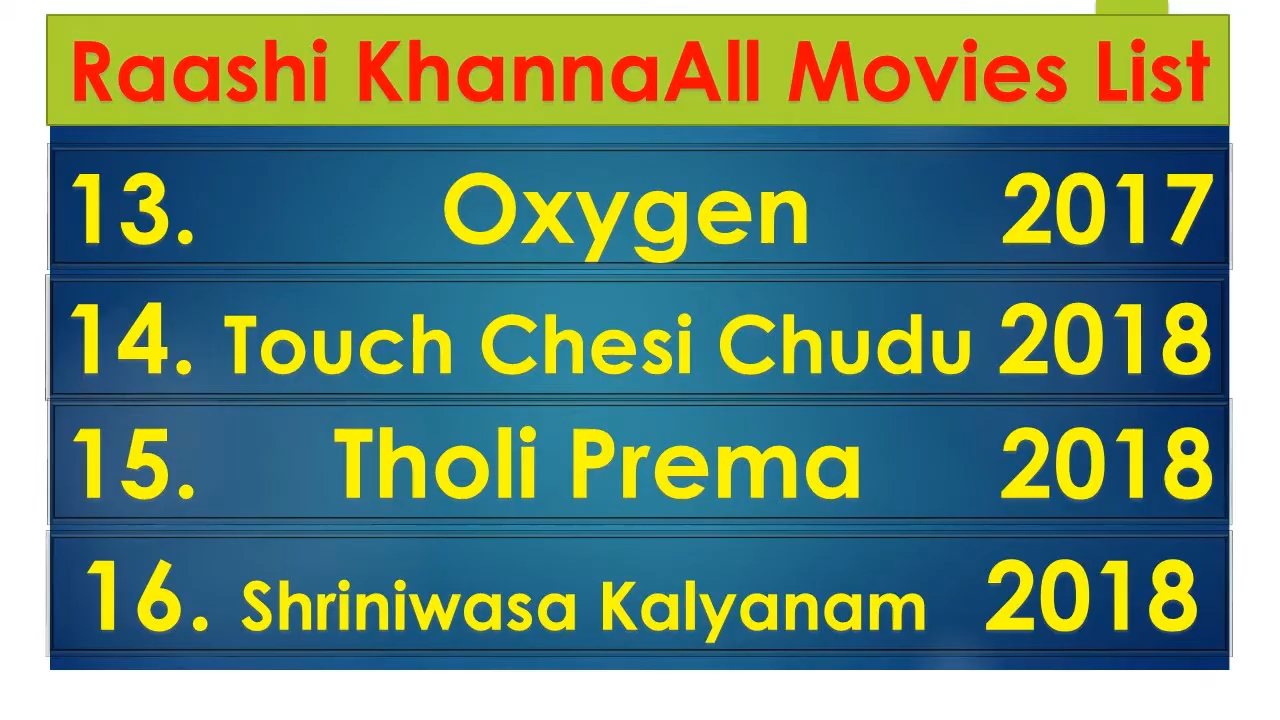 Raashi KhannaAll Movies List
13. Oxygen 2017
14. Touch Chesi Chudu 2018
15. Tholi Prema 2018
16. Shriniwasa Kalyanam 2018